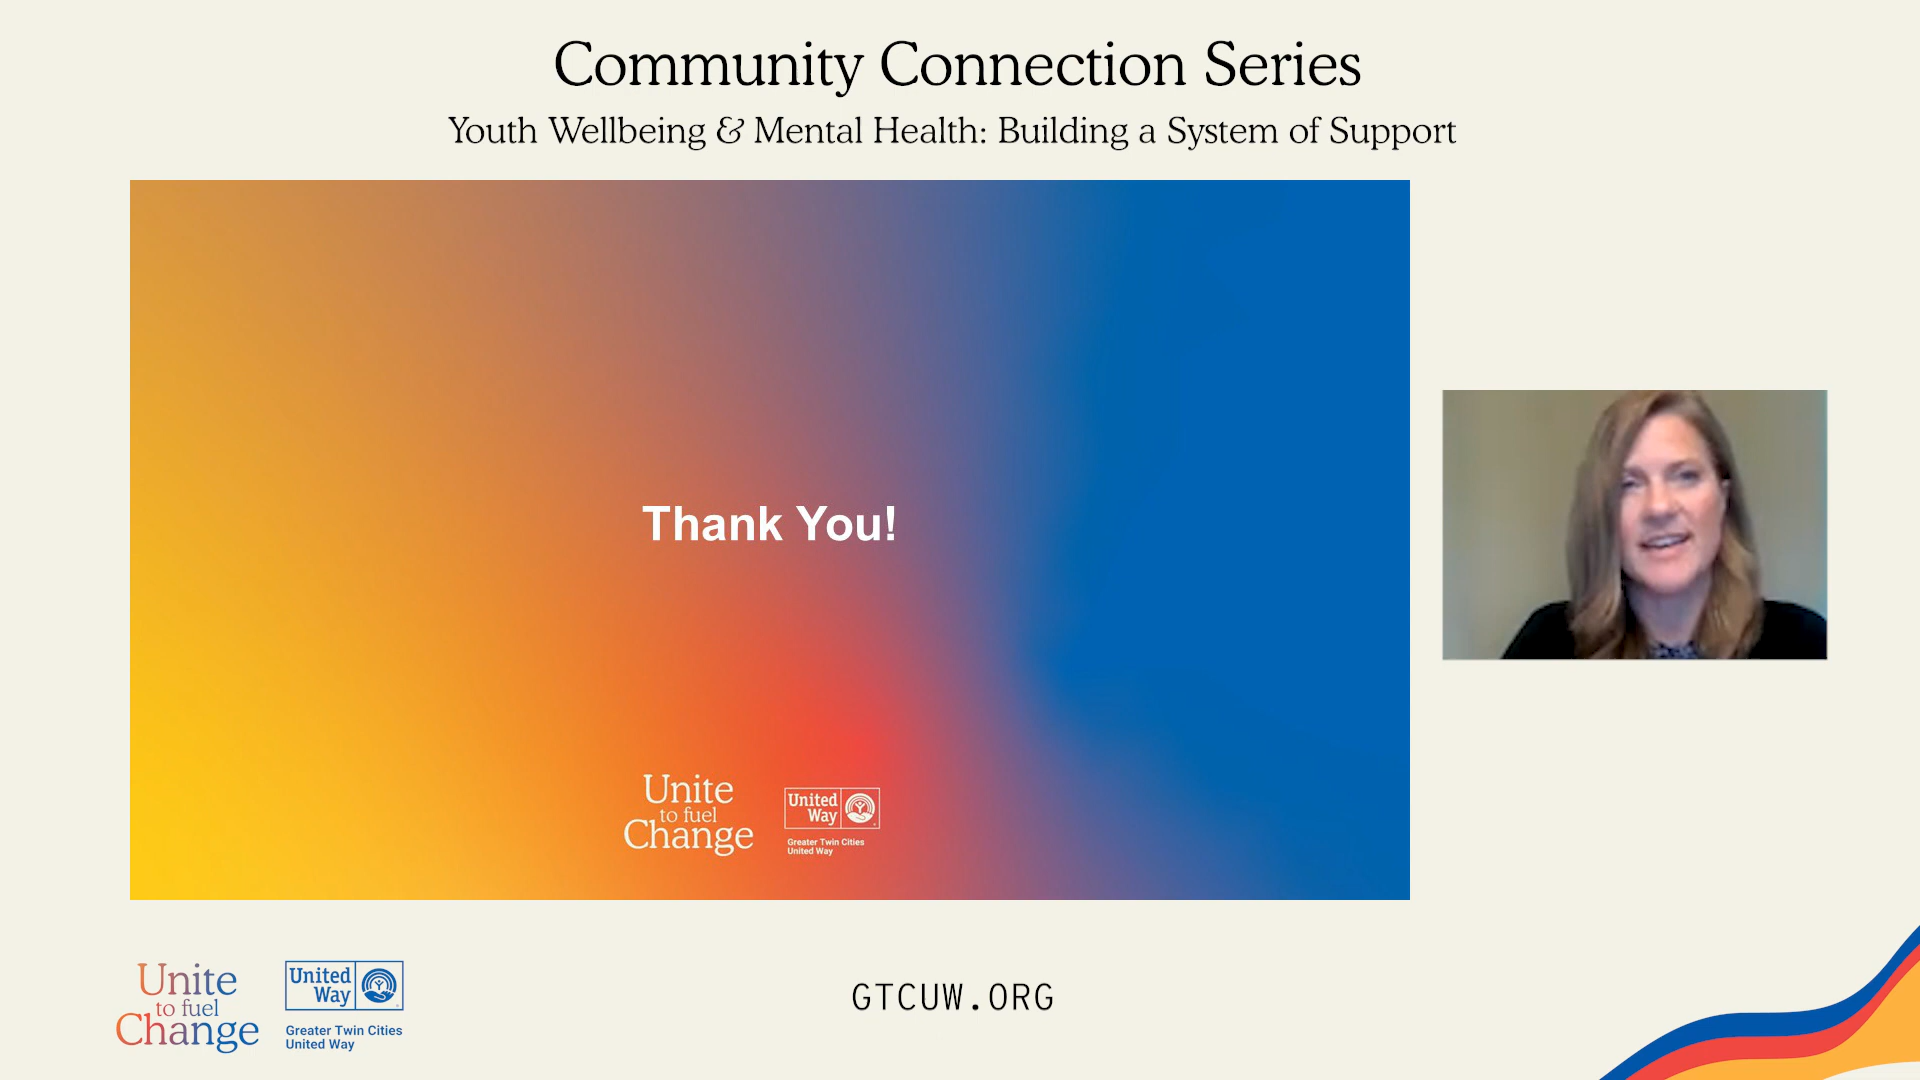 Community Connection Series
Youth Wellbeing & Mental Health: Building a System of Support
Thank You!
Unite
to fuel
Change
United
Way
Greater Twin Cities
United Way
Unite
to fuel
Change
United
Way
Greater Twin Cities
United Way
GTCUW.ORG